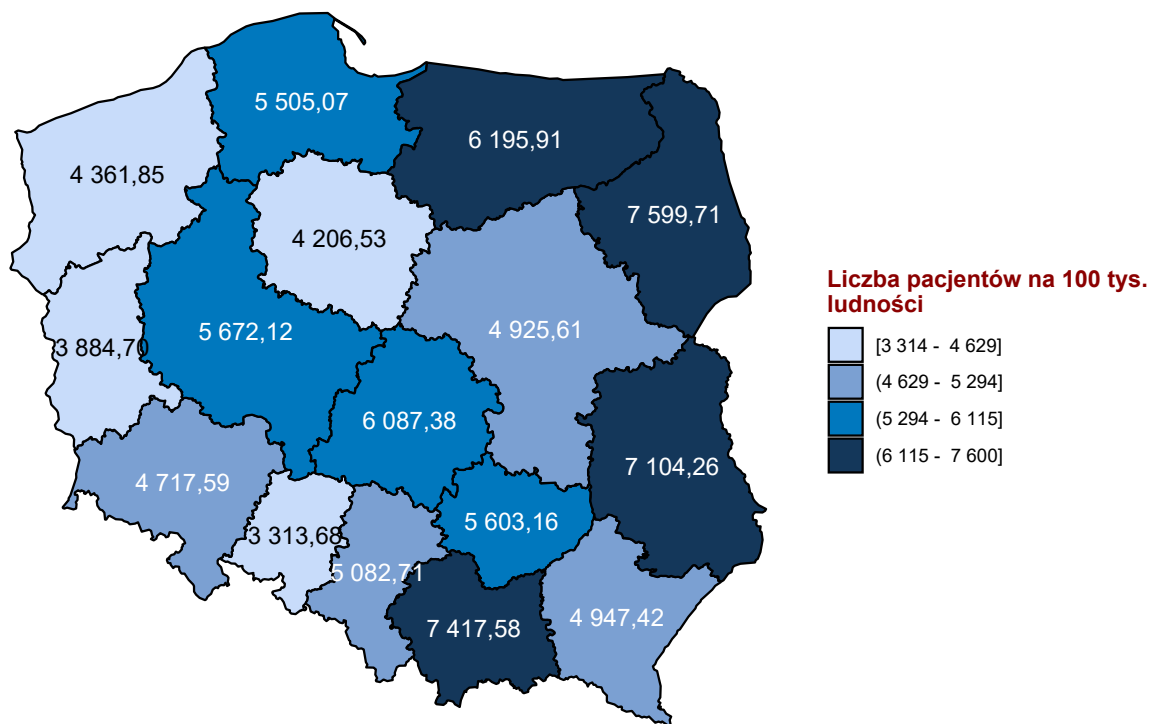 5 505,07
6 195,91
4 361,85
7 599,71
4 206,53
5 672,12
4 925,61
3 884,70
6 087,38
7 104,26
4 717,59
5 603,16
3 313,68
5 082,71
4 947,42
7 417,58
Liczba pacjentów na 100 tys.
ludności
[3 314 - 4 629]
(4 629 - 5 294]
(5 294 - 6 115]
(6 115 - 7 600]